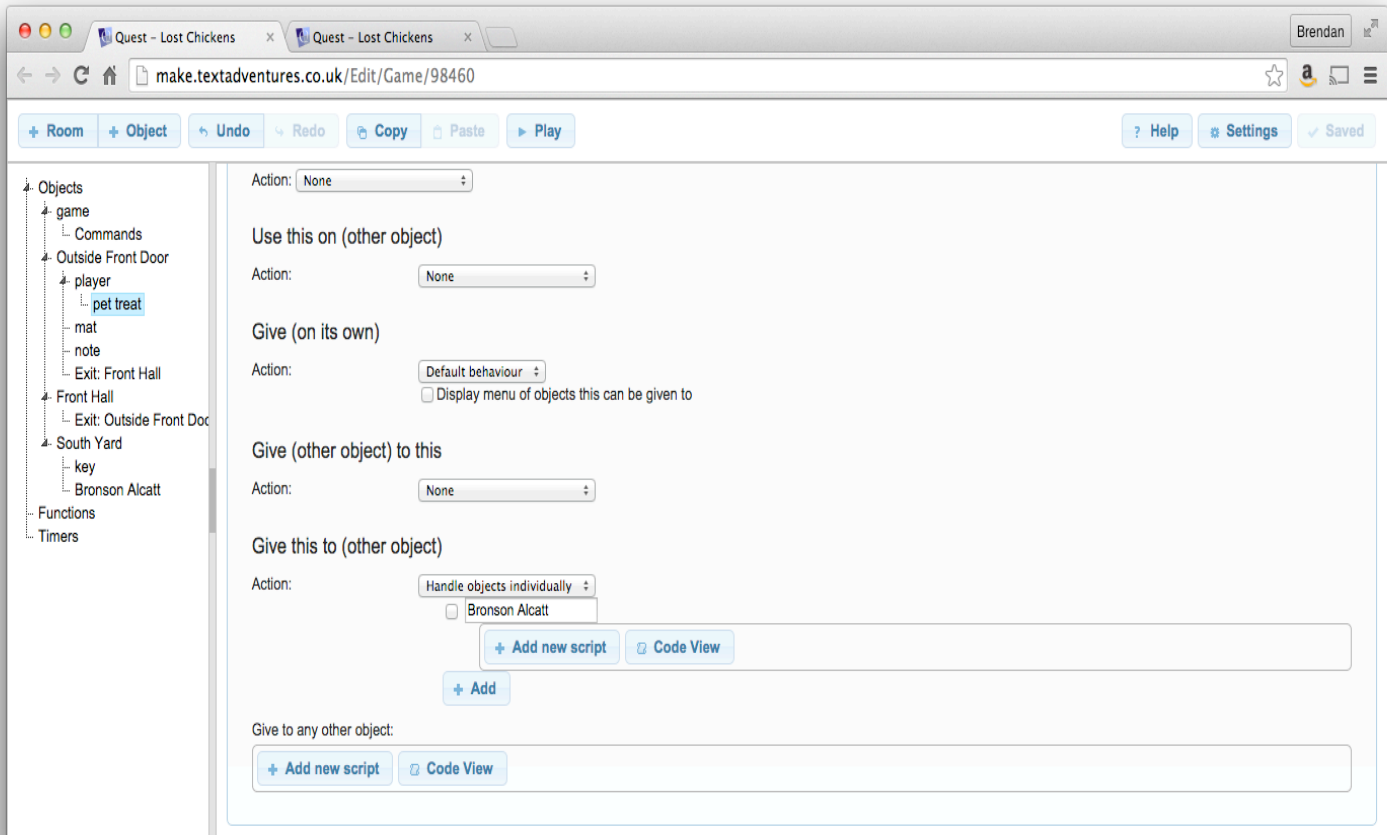 Quest – Lost Chickens × Quest – Lost Chickens × Brendan
make.textadventures.co.uk/Edit/Game/98460
+ Room + Object Undo Redo Copy Paste Play ? Help Settings Saved
Objects
game
Commands
Outside Front Door
player
pet treat
mat
note
Exit: Front Hall
Front Hall
Exit: Outside Front Doo
South Yard
key
Bronson Alcatt
Functions
Timers
Action: None
Use this on (other object)
Action: None
Give (on its own)
Action: Default behaviour
Display menu of objects this can be given to
Give (other object) to this
Action: None
Give this to (other object)
Action: Handle objects individually
Bronson Alcatt
+ Add new script Code View
+ Add
Give to any other object:
+ Add new script Code View